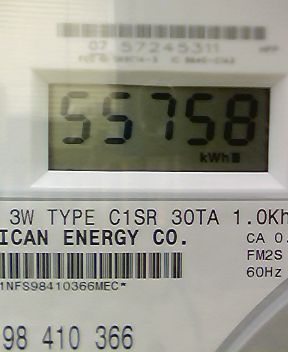 07 57245311
55758
kWh
3W TYPE C1SR 30TA 1.0Kh
ICAN ENERGY CO.
CA 0.
FM2S
60Hz
1NFS98410366MEC*
98 410 366